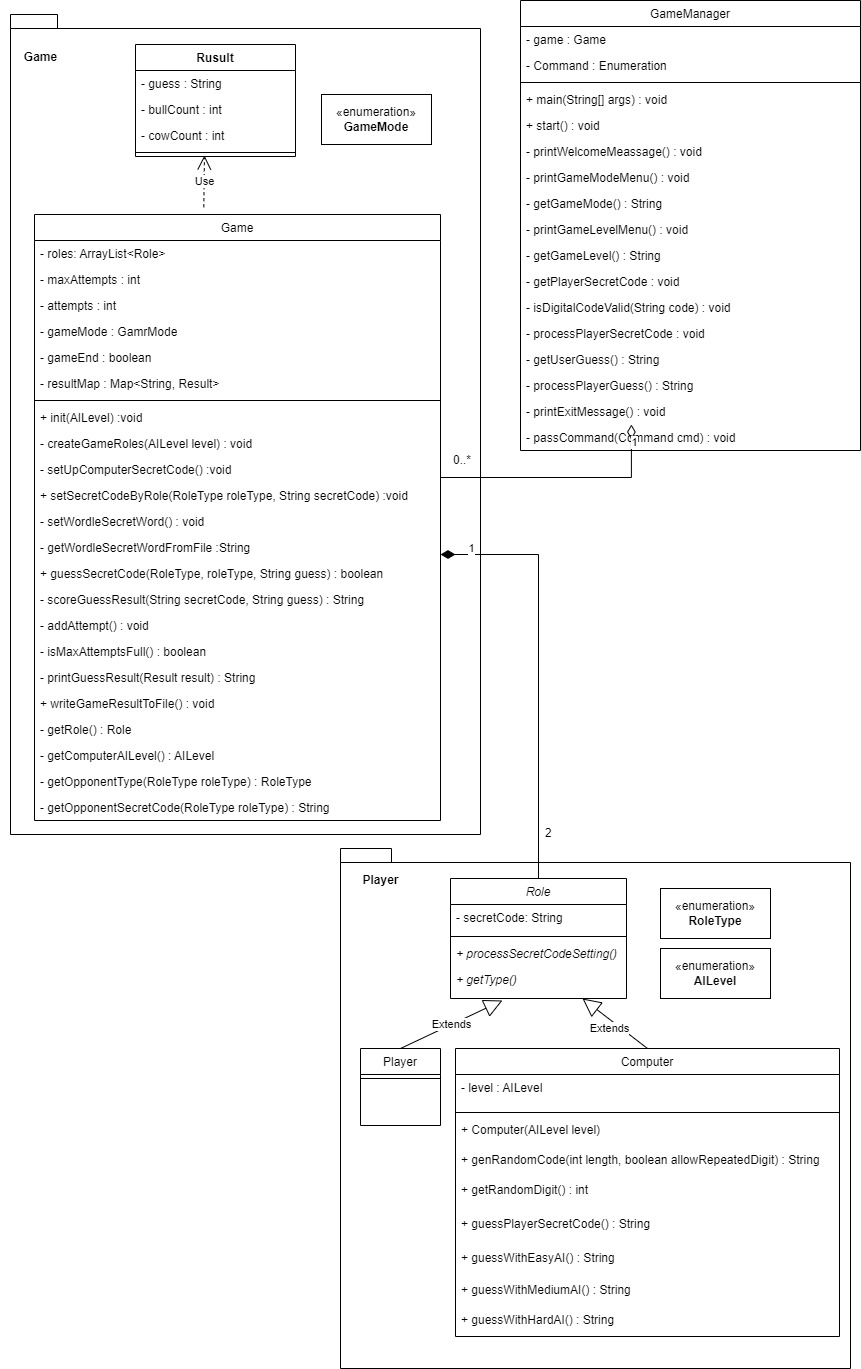 Game
Rusult
- guess : String
- bullCount : int
- cowCount : int
«enumeration»
GameMode
Use
Game
- roles: ArrayList<Role>
- maxAttempts : int
- attempts : int
- gameMode : GamrMode
- gameEnd : boolean
- resultMap : Map<String, Result>
+ init(AILevel) :void
- createGameRoles(AILevel level) : void
- setUpComputerSecretCode() :void
+ setSecretCodeByRole(RoleType roleType, String secretCode) :void
- setWordleSecretWord() : void
- getWordleSecretWordFromFile :String
+ guessSecretCode(RoleType, roleType, String guess) : boolean
- scoreGuessResult(String secretCode, String guess) : String
- addAttempt() : void
- isMaxAttemptsFull() : boolean
- printGuessResult(Result result) : String
+ writeGameResultToFile() : void
- getRole() : Role
- getComputerAILevel() : AILevel
- getOpponentType(RoleType roleType) : RoleType
- getOpponentSecretCode(RoleType roleType) : String
GameManager
- game : Game
- Command : Enumeration
+ main(String[] args) : void
+ start() : void
- printWelcomeMeassage() : void
- printGameModeMenu() : void
- getGameMode() : String
- printGameLevelMenu() : void
- getGameLevel() : String
- getPlayerSecretCode : void
- isDigitalCodeValid(String code) : void
- processPlayerSecretCode : void
- getUserGuess() : String
- processPlayerGuess() : String
- printExitMessage() : void
- passCommand(Command cmd) : void
1
0..*
1
2
Player
Role
- secretCode: String
+ processSecretCodeSetting()
+ getType()
«enumeration»
RoleType
«enumeration»
AILevel
Extends
Extends
Player
Computer
- level : AILevel
+ Computer(AILevel level)
+ genRandomCode(int length, boolean allowRepeatedDigit) : String
+ getRandomDigit() : int
+ guessPlayerSecretCode() : String
+ guessWithEasyAI() : String
+ guessWithMediumAI() : String
+ guessWithHardAI() : String